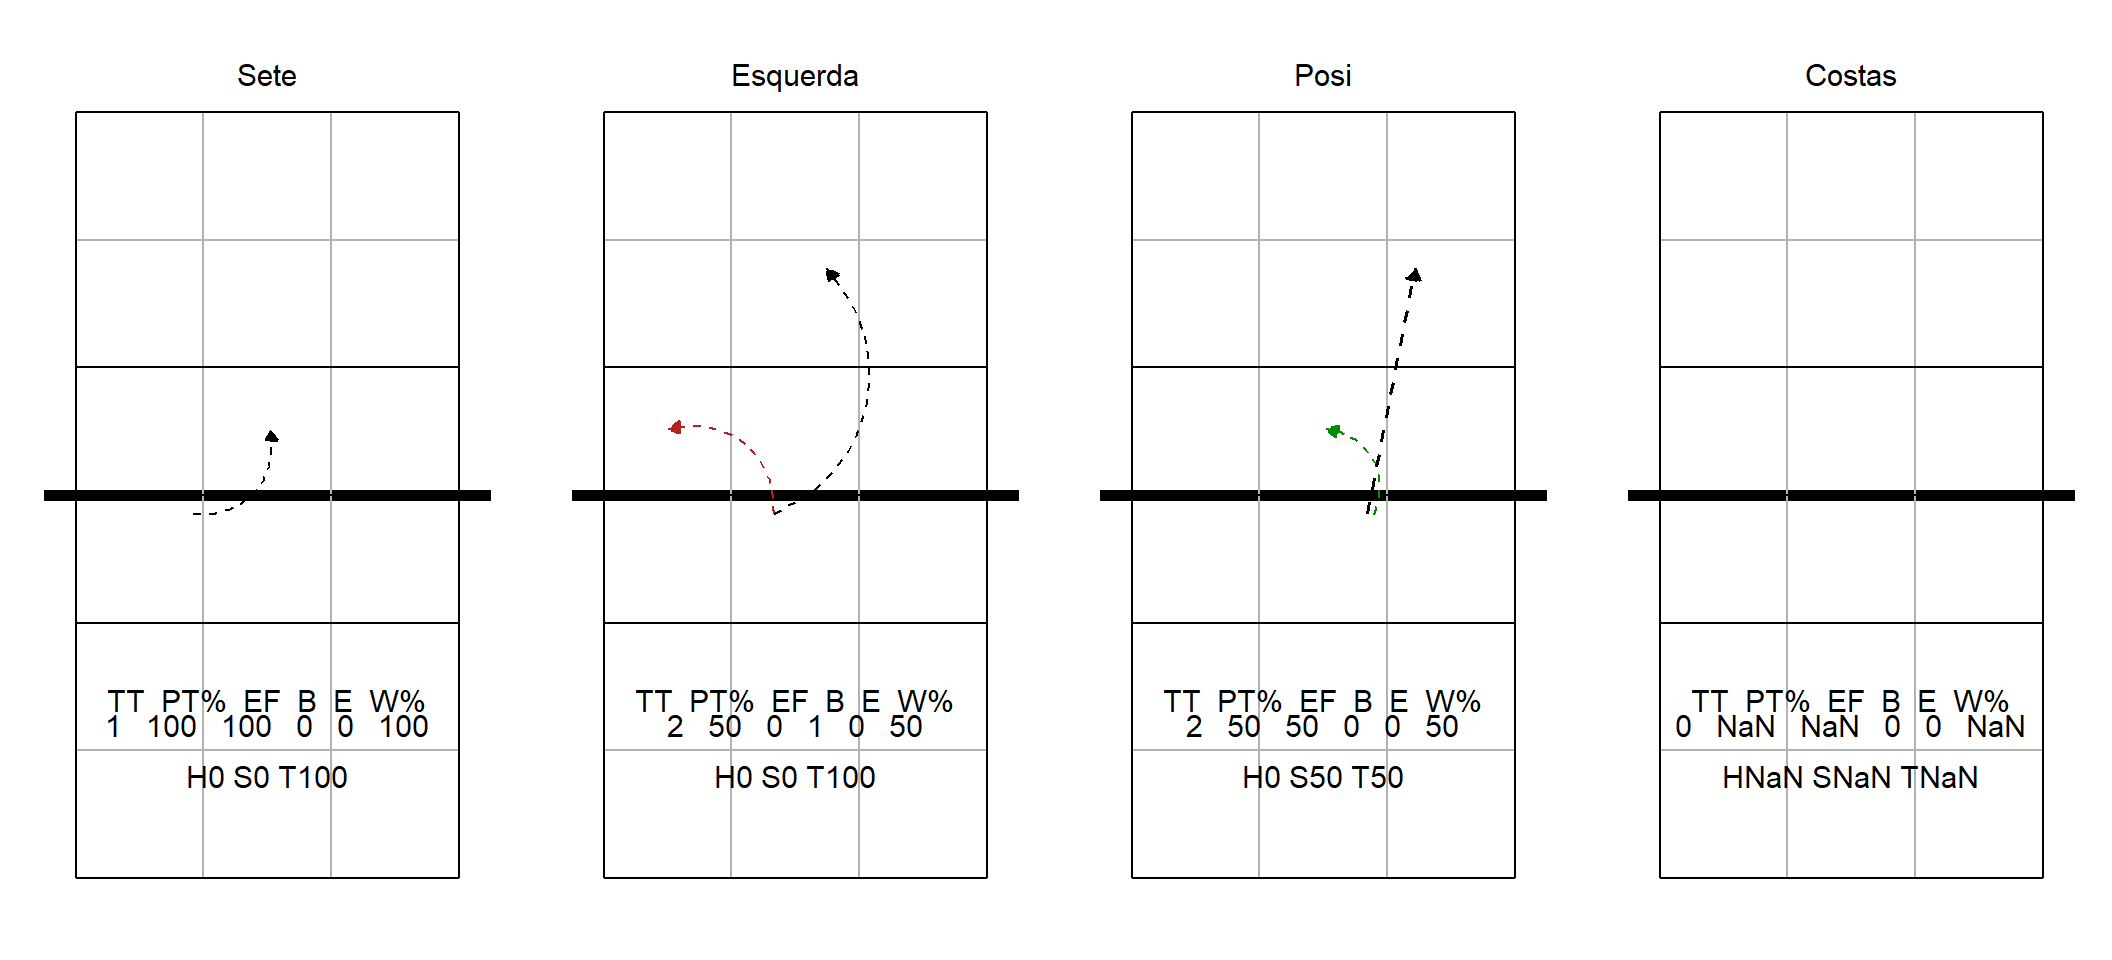 Sete
TT PT% EF B E W%
1 100 100 0 0 100
H0 S0 T100
Esquerda
TT PT% EF B E W%
2 50 0 1 0 50
H0 S0 T100
Posi
TT PT% EF B E W%
2 50 50 0 0 50
H0 S50 T50
Costas
TT PT% EF B E W%
0 NaN NaN 0 0 NaN
HNaN SNaN TNaN